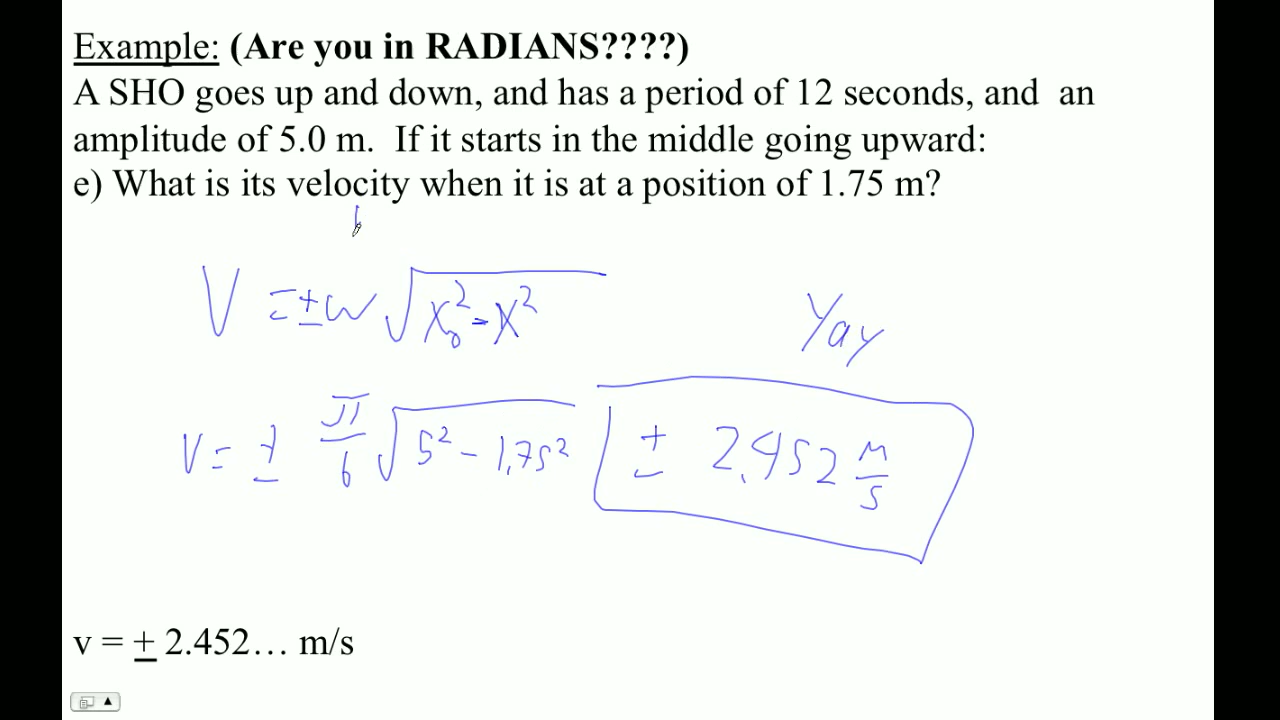 Example: (Are you in RADIANS????)
A SHO goes up and down, and has a period of 12 seconds, and an
amplitude of 5.0 m. If it starts in the middle going upward:
e) What is its velocity when it is at a position of 1.75 m?
V = ± ω √(x₀² - x²)
Yay
V = ± π/6 √(5² - 1.75²) ± 2.452 m/s
v = ± 2.452… m/s